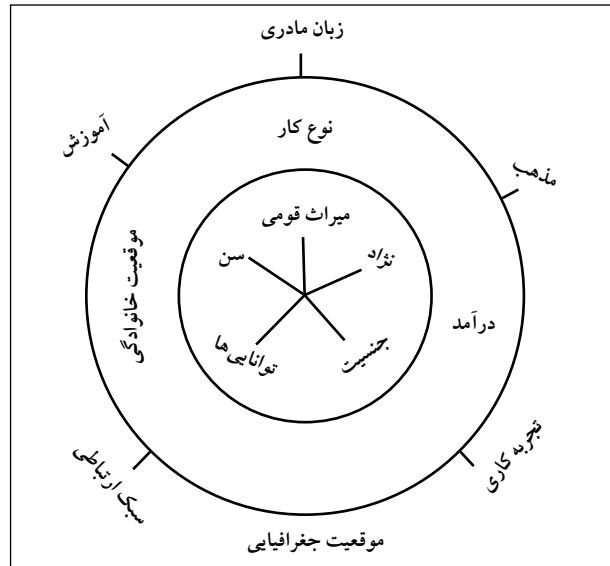 زبان مادری
آموزش
نوع کار
مذهب
میراث قومی
سن
نژاد
موقعیت خانوادگی
درآمد
توانایی‌ها
جنسیت
سبک ارتباطی
تجربه کاری
موقعیت جغرافیایی